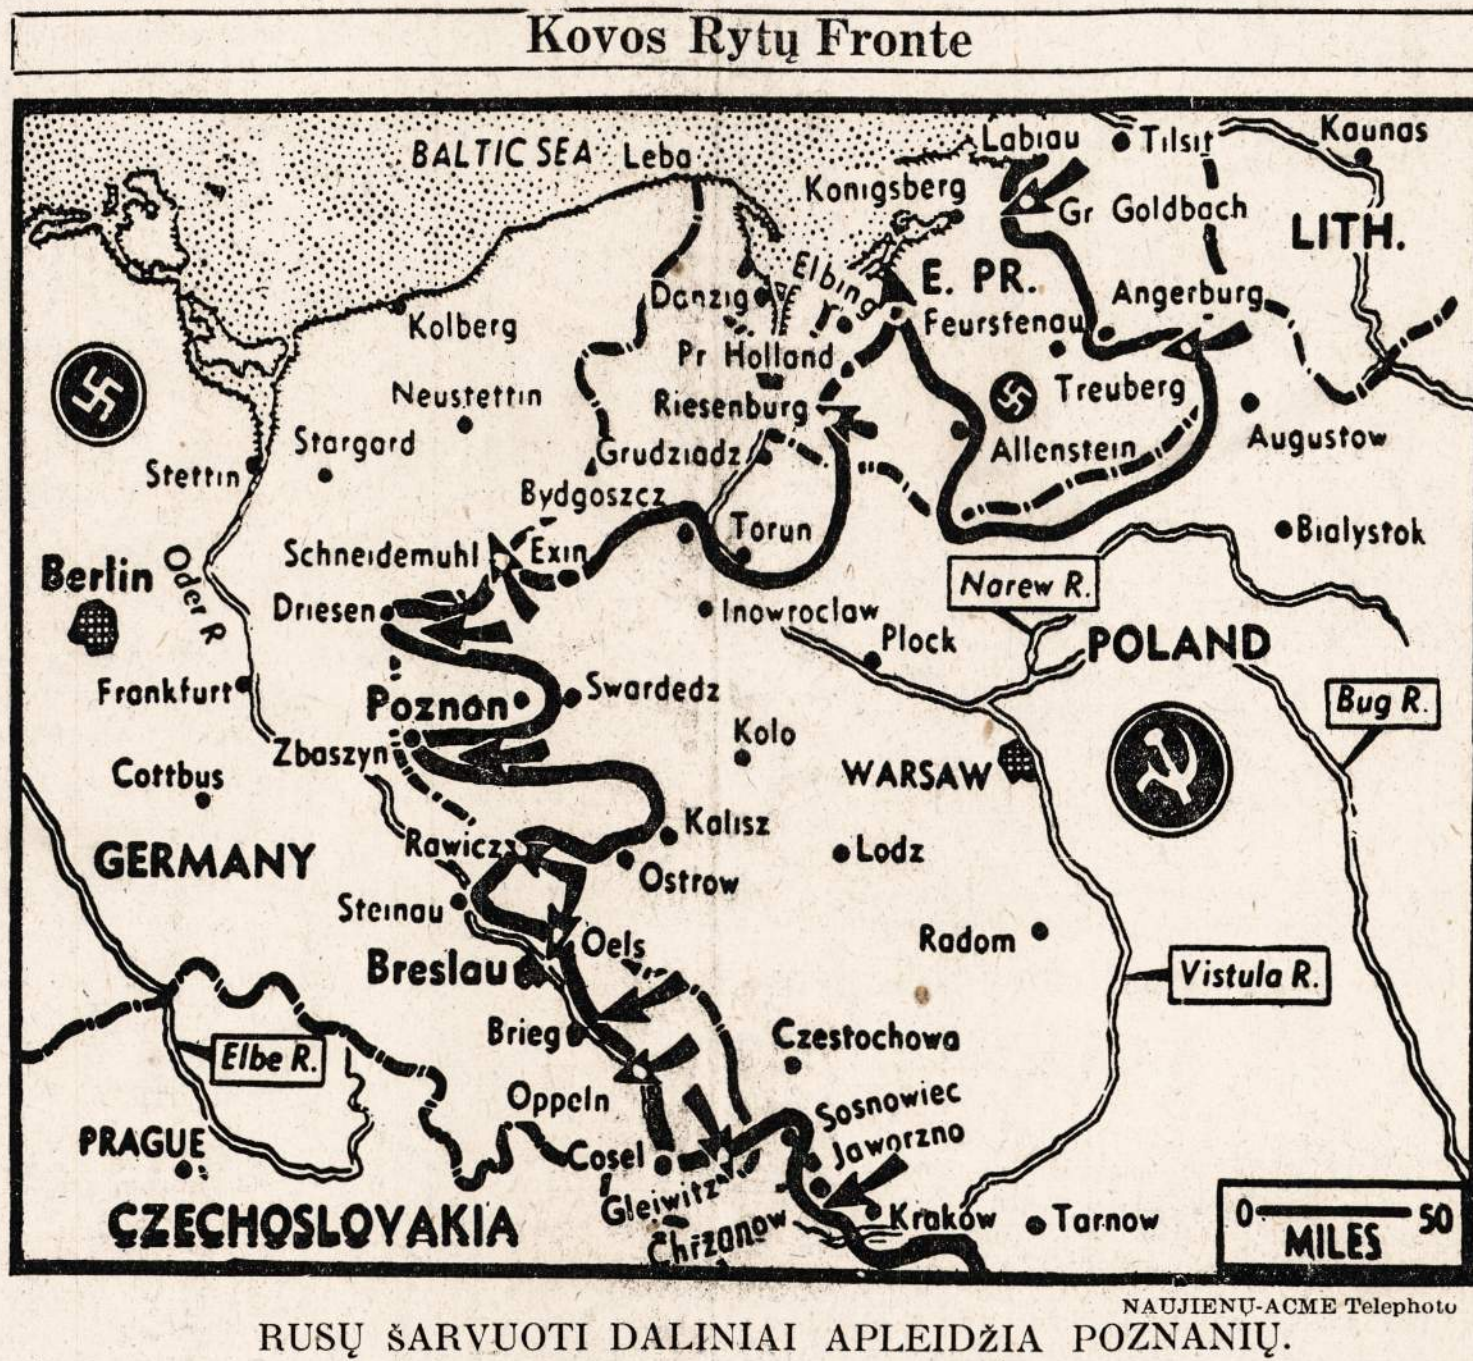 Kovos Rytų Fronte
BALTIC SEA
Leba
Labiau
Tilsit
Kaunas
Konigsberg
Gr Goldbach
LITH.
Elbing
E. PR.
Danzig
Angerburg
Kolberg
Feurstenau
Pr Holland
Neustettin
Riesenburg
Treuberg
Stargard
Grudziadz
Allenstein
Augustow
Stettin
Bydgoszcz
Torun
Bialystok
Schneidemuhl
Exin
Berlin
Oder R
Narew R.
Driesen
Inowroclaw
Plock
POLAND
Frankfurt
Poznan
Swardedz
Bug R.
Zbaszyn
Kolo
Cottbus
WARSAW
Kalisz
GERMANY
Rawicz
Lodz
Ostrow
Steinau
Oels
Radom
Breslau
Vistula R.
Brieg
Czestochowa
Elbe R.
Oppeln
Sosnowiec
PRAGUE
Jaworzno
Cosel
Gleiwitz
CZECHOSLOVAKIA
Chrzanow
Kraków
Tarnow
0 50
MILES
NAUJIENŲ-ACME Telephoto
RUSŲ ŠARVUOTI DALINIAI APLEIDŽIA POZNANIŲ.